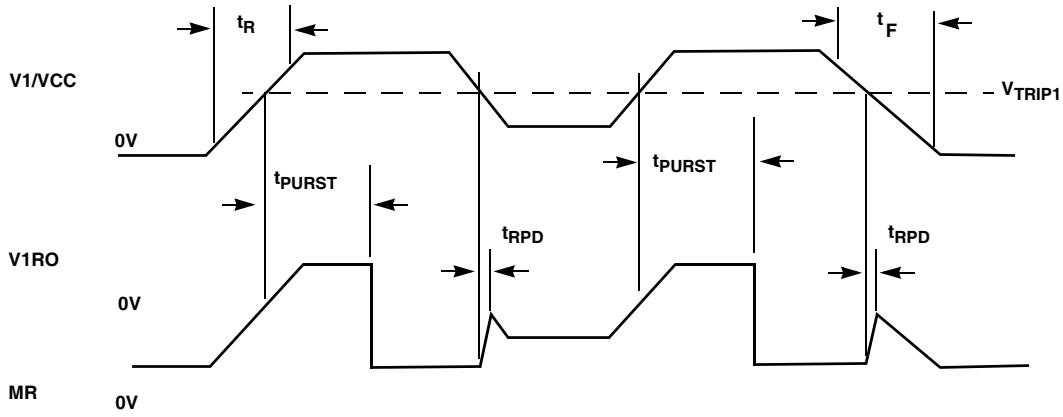 tR
tF
V1/VCC
VTRIP1
0V
tPURST
tPURST
tRPD
tRPD
V1RO
0V
MR
0V